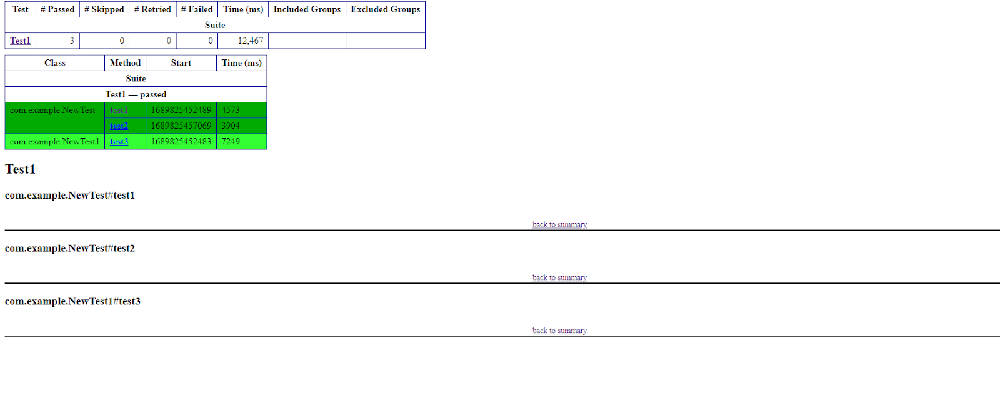 Test # Passed # Skipped # Retried # Failed Time (ms) Included Groups Excluded Groups
Suite
Test1 3 0 0 0 12,467
Class Method Start Time (ms)
Suite
Test1 — passed
com.example.NewTest test1 1689825452489 4573
test2 1689825457069 3904
com.example.NewTest1 test3 1689825452483 7249
Test1
com.example.NewTest#test1
back to summary
com.example.NewTest#test2
back to summary
com.example.NewTest1#test3
back to summary